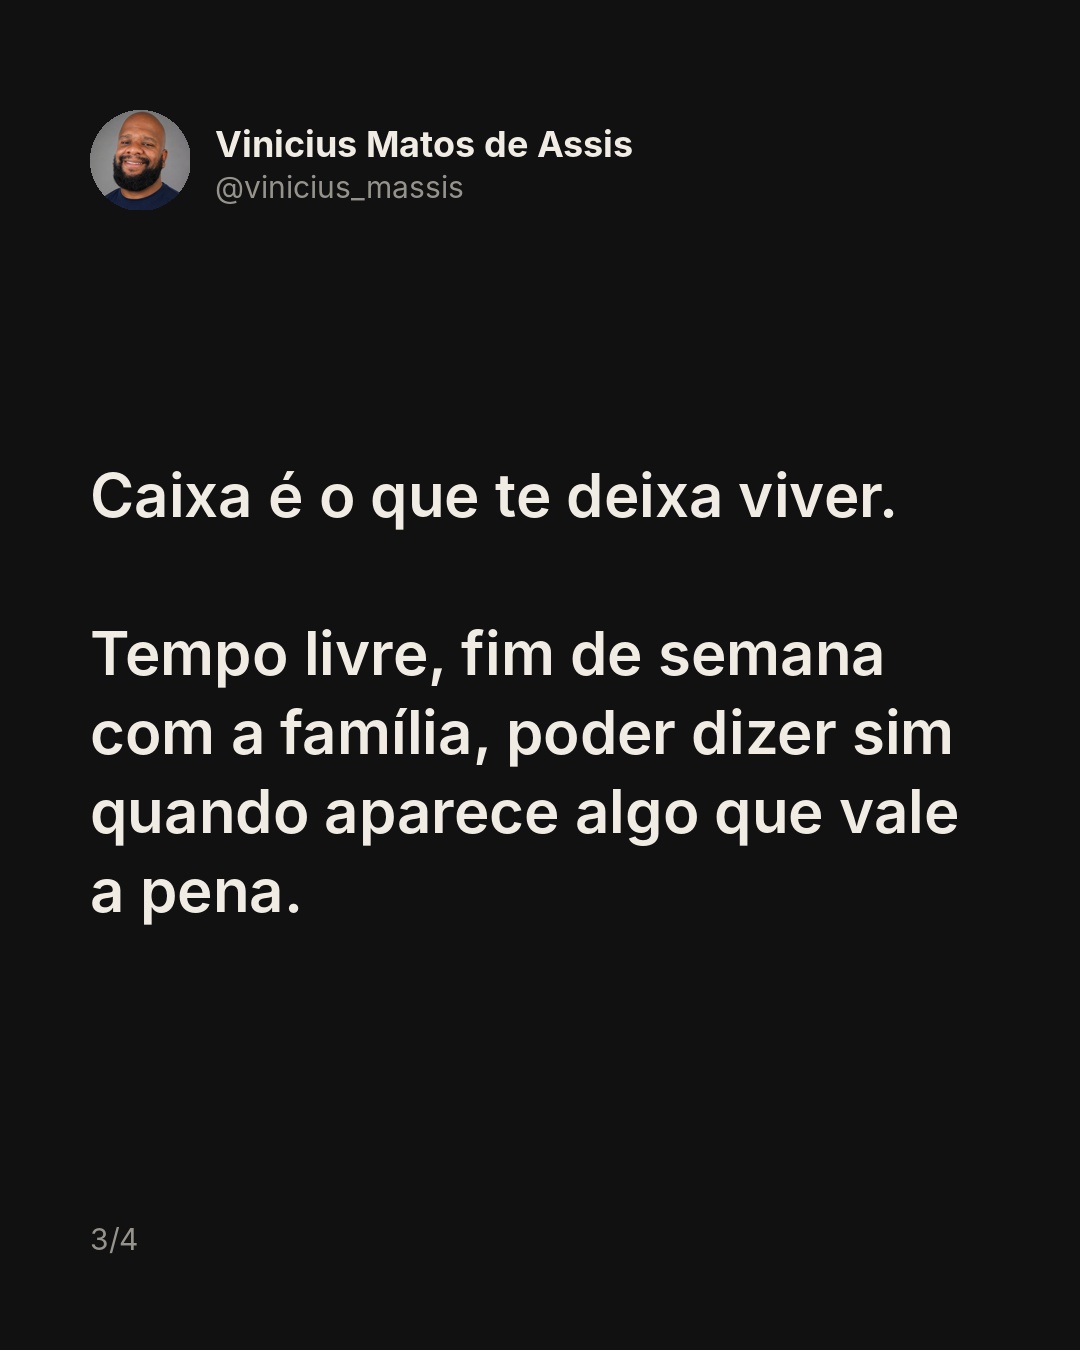 Vinicius Matos de Assis
@vinicius_massis
Caixa é o que te deixa viver.
Tempo livre, fim de semana
com a família, poder dizer sim
quando aparece algo que vale
a pena.
3/4